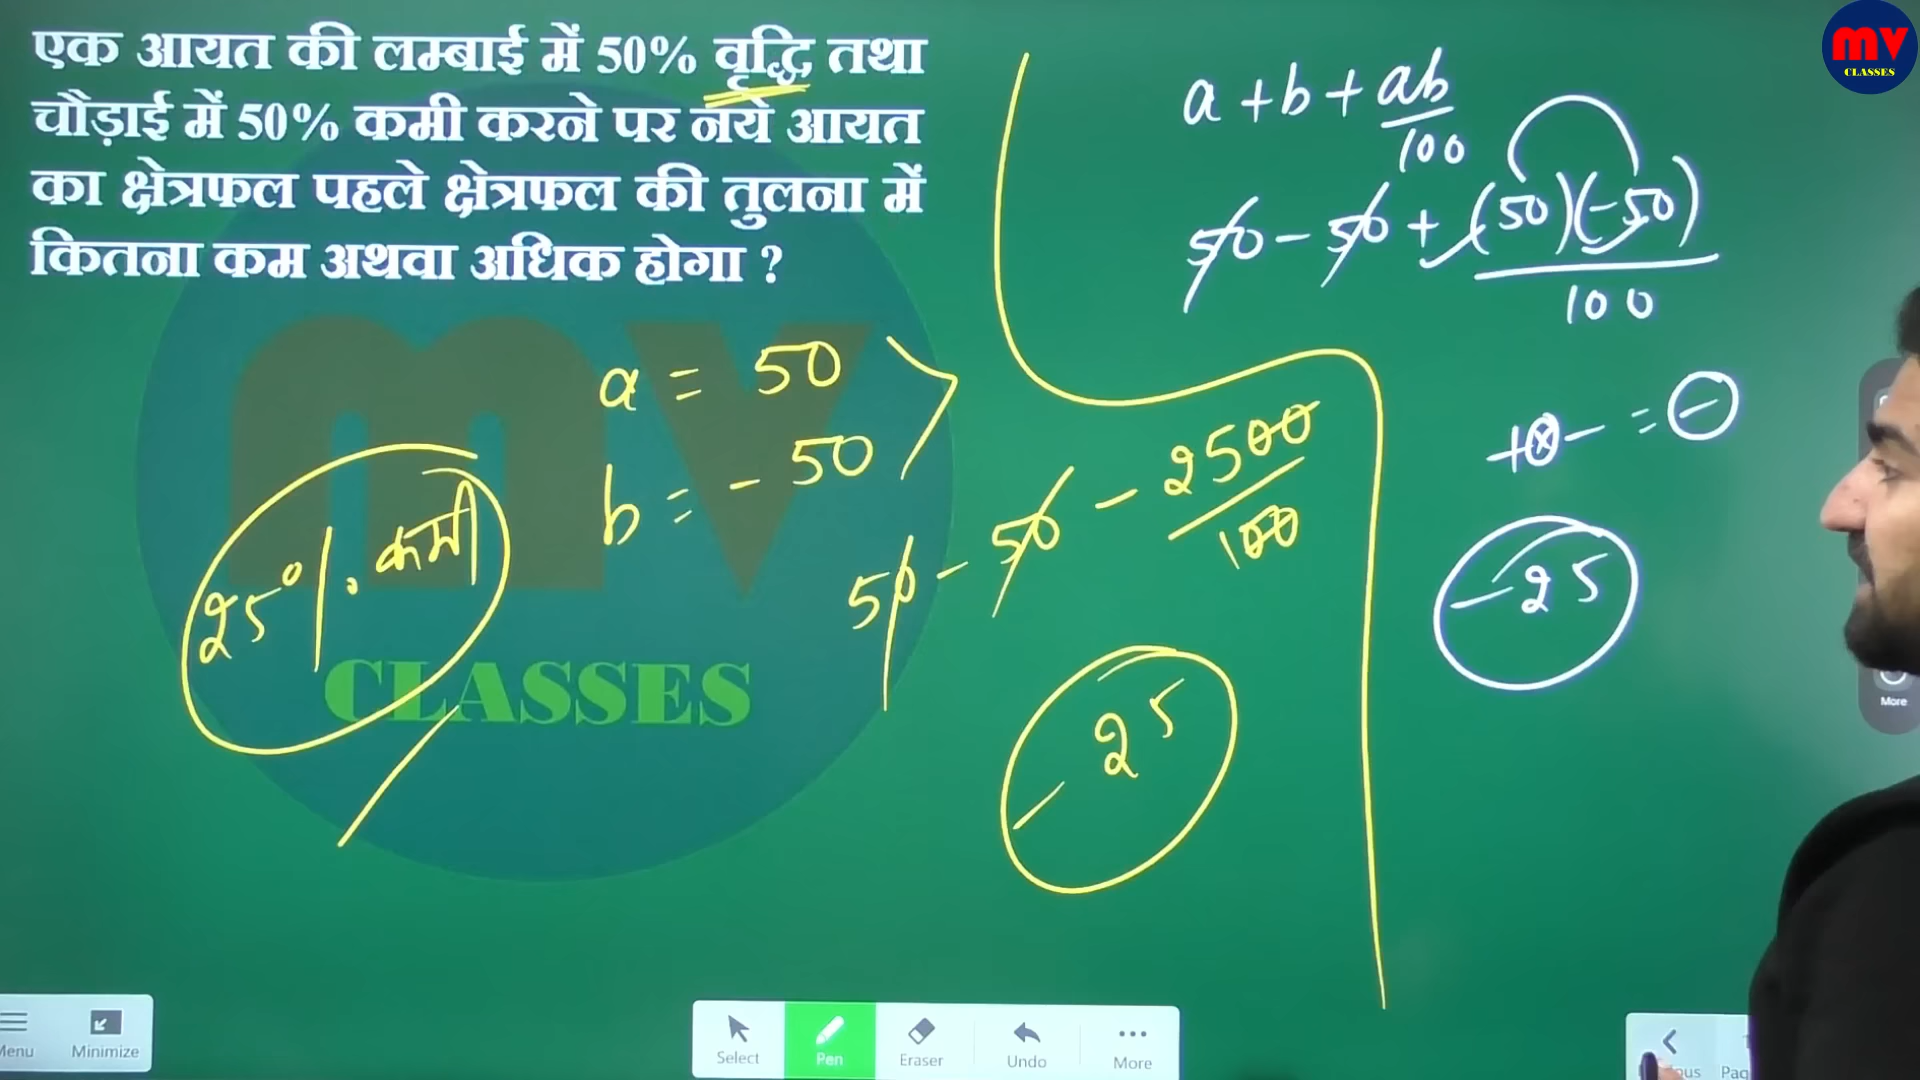 एक आयत की लम्बाई में 50% वृद्धि तथा
चौड़ाई में 50% कमी करने पर नये आयत
का क्षेत्रफल पहले क्षेत्रफल की तुलना में
कितना कम अथवा अधिक होगा ?
a = 50
b = - 50
25% कमी
50 - 50 - 2500/100
- 25
a + b + ab/100
50 - 50 + (50)(-50)/100
+⊗- = -
-25
mv
CLASSES
mv
CLASSES
Menu
Minimize
Select
Pen
Eraser
Undo
More
More